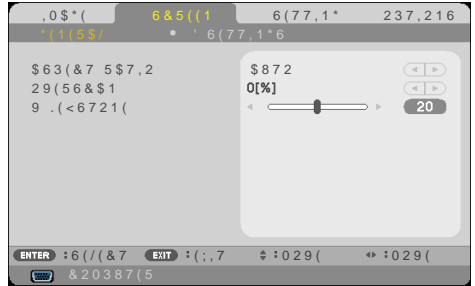 ,0$*( 6&5((1 6(77,1* 237,216
*(1(5$/ ● ' 6(77,1*6
$63(&7 5$7,2 $872
29(56&$1 0[%]
9 .(<6721( 20
ENTER :6(/(&7 EXIT :(;,7 :029( :029(
&20387(5